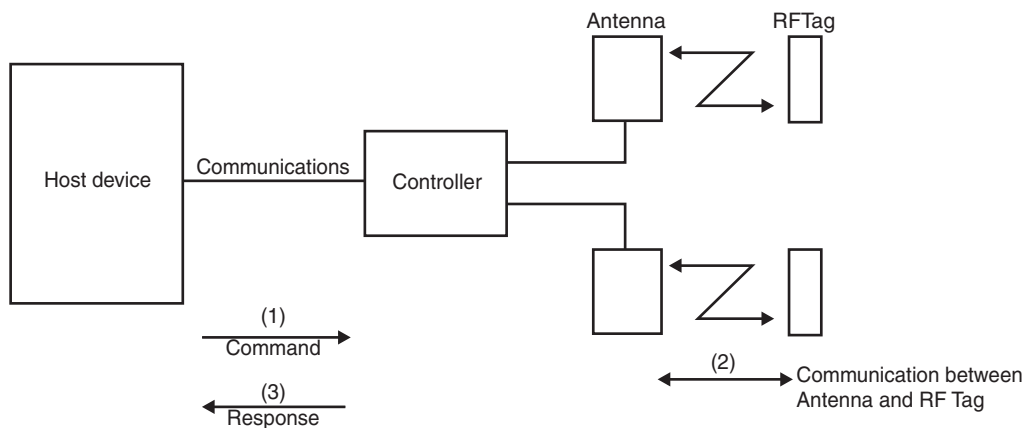 Antenna
RFTag
Host device
Communications
Controller
(1)
Command
(2)
Communication between
Antenna and RF Tag
(3)
Response